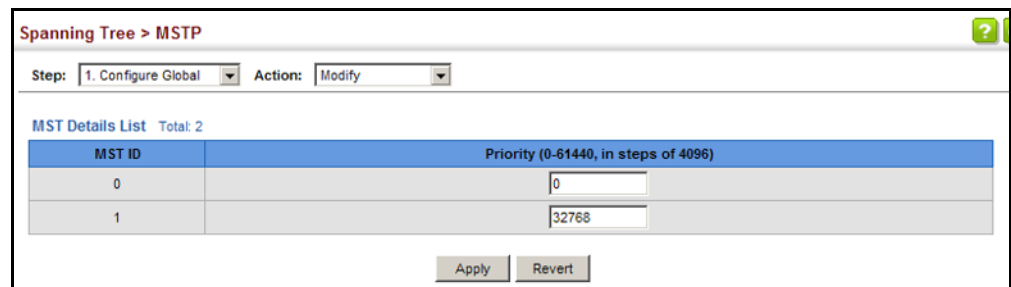 Spanning Tree > MSTP
?
Step: 1. Configure Global Action: Modify
MST Details List Total: 2
MST ID Priority (0-61440, in steps of 4096)
0 0
1 32768
Apply Revert